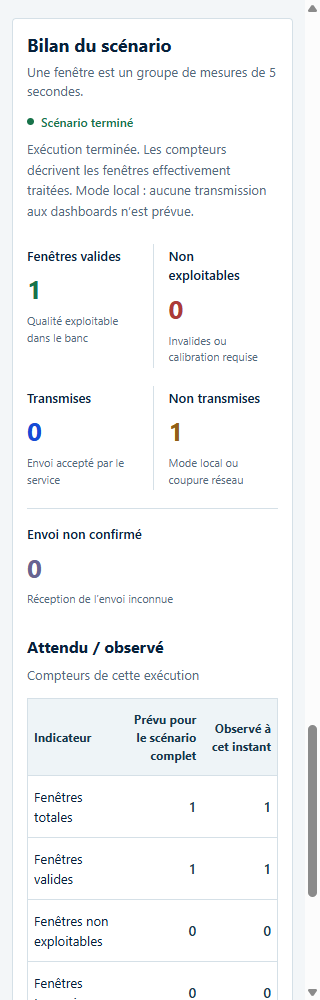 Bilan du scénario
Une fenêtre est un groupe de mesures de 5
secondes.
Scénario terminé
Exécution terminée. Les compteurs
décrivent les fenêtres effectivement
traitées. Mode local : aucune transmission
aux dashboards n'est prévue.
Fenêtres valides
1
Qualité exploitable
dans le banc
Non
exploitables
0
Invalides ou
calibration requise
Transmises
0
Envoi accepté par le
service
Non transmises
1
Mode local ou
coupure réseau
Envoi non confirmé
0
Réception de l'envoi inconnue
Attendu / observé
Compteurs de cette exécution
Indicateur
Prévu pour
le scénario
complet
Observé à
cet instant
Fenêtres
totales
1
1
Fenêtres
valides
1
1
Fenêtres non
exploitables
0
0
Fenêtres
0
0